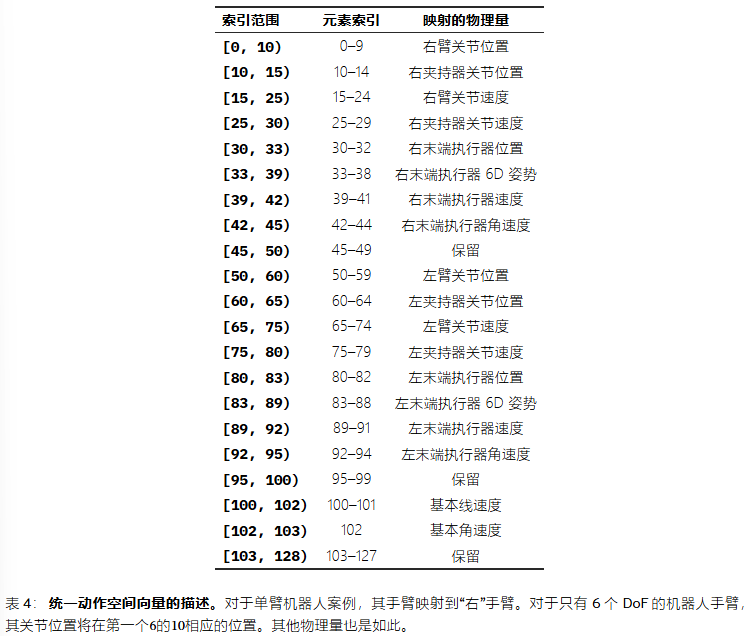 索引范围 元素索引 映射的物理量
[0, 10) 0–9 右臂关节位置
[10, 15) 10–14 右夹持器关节位置
[15, 25) 15–24 右臂关节速度
[25, 30) 25–29 右夹持器关节速度
[30, 33) 30–32 右末端执行器位置
[33, 39) 33–38 右末端执行器 6D 姿势
[39, 42) 39–41 右末端执行器速度
[42, 45) 42–44 右末端执行器角速度
[45, 50) 45–49 保留
[50, 60) 50–59 左臂关节位置
[60, 65) 60–64 左夹持器关节位置
[65, 75) 65–74 左臂关节速度
[75, 80) 75–79 左夹持器关节速度
[80, 83) 80–82 左末端执行器位置
[83, 89) 83–88 左末端执行器 6D 姿势
[89, 92) 89–91 左末端执行器速度
[92, 95) 92–94 左末端执行器角速度
[95, 100) 95–99 保留
[100, 102) 100–101 基本线速度
[102, 103) 102 基本角速度
[103, 128) 103–127 保留
表 4: 统一动作空间向量的描述。对于单臂机器人案例，其手臂映射到“右”手臂。对于只有 6 个 DoF 的机器人手臂，
其关节位置将在第一个6的10相应的位置。其他物理量也是如此。